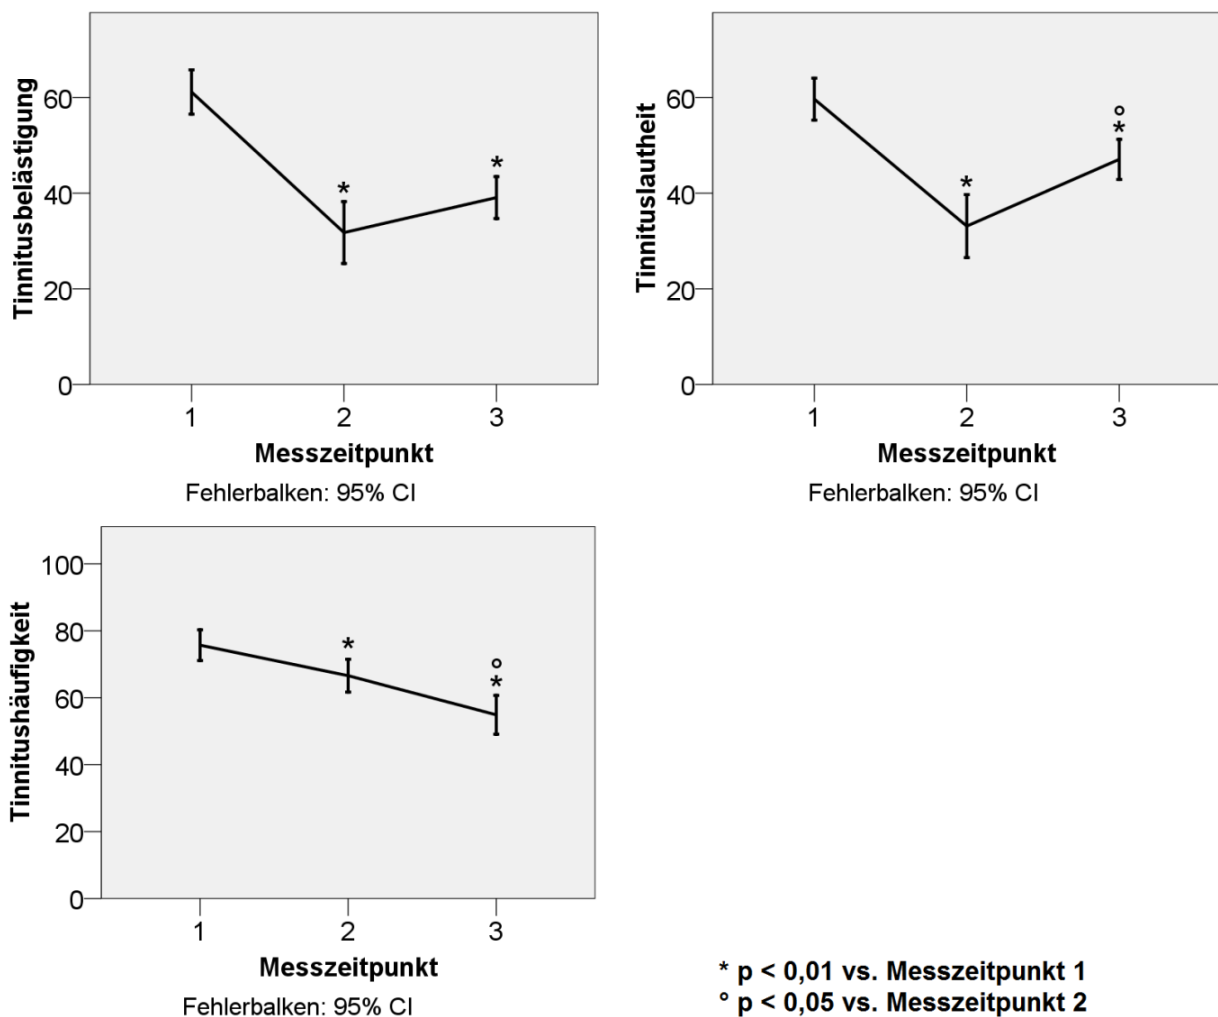 Tinnitusbelästigung
60
40
20
0
*
*
1 2 3
Messzeitpunkt
Fehlerbalken: 95% CI
Tinnituslautheit
60
40
20
0
*
°
*
1 2 3
Messzeitpunkt
Fehlerbalken: 95% CI
Tinnitushäufigkeit
100
80
60
40
20
0
*
°
*
1 2 3
Messzeitpunkt
Fehlerbalken: 95% CI
* p < 0,01 vs. Messzeitpunkt 1
° p < 0,05 vs. Messzeitpunkt 2